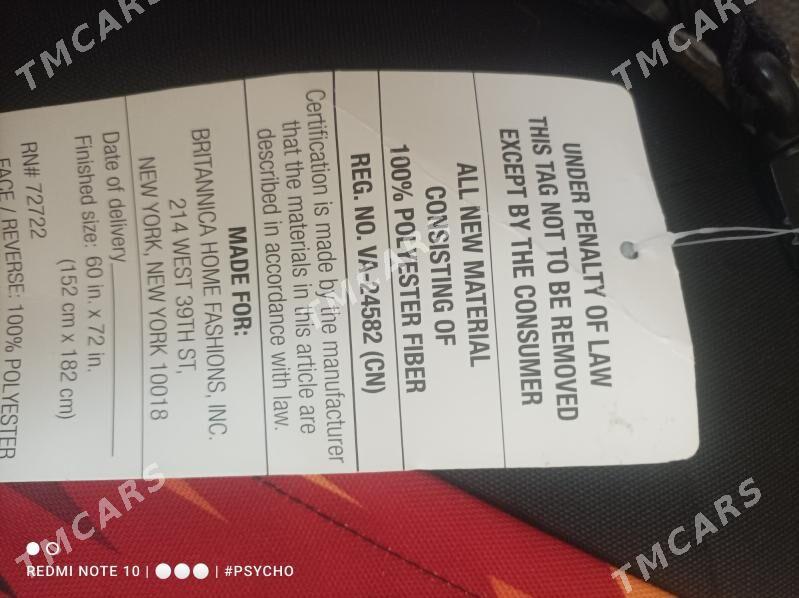 UNDER PENALTY OF LAW
THIS TAG NOT TO BE REMOVED
EXCEPT BY THE CONSUMER
ALL NEW MATERIAL
CONSISTING OF
100% POLYESTER FIBER
REG. NO. VA-24582 (CN)
Certification is made by the manufacturer
that the materials in this article are
described in accordance with law.
MADE FOR:
BRITANNICA HOME FASHIONS, INC.
214 WEST 39TH ST,
NEW YORK, NEW YORK 10018
Date of delivery
Finished size: 60 in. x 72 in.
(152 cm x 182 cm)
RN# 72722
FACE / REVERSE: 100% POLYESTER
TMCARS
TMCARS
TMCARS
TMCARS
TMCARS
REDMI NOTE 10 | | #PSYCHO